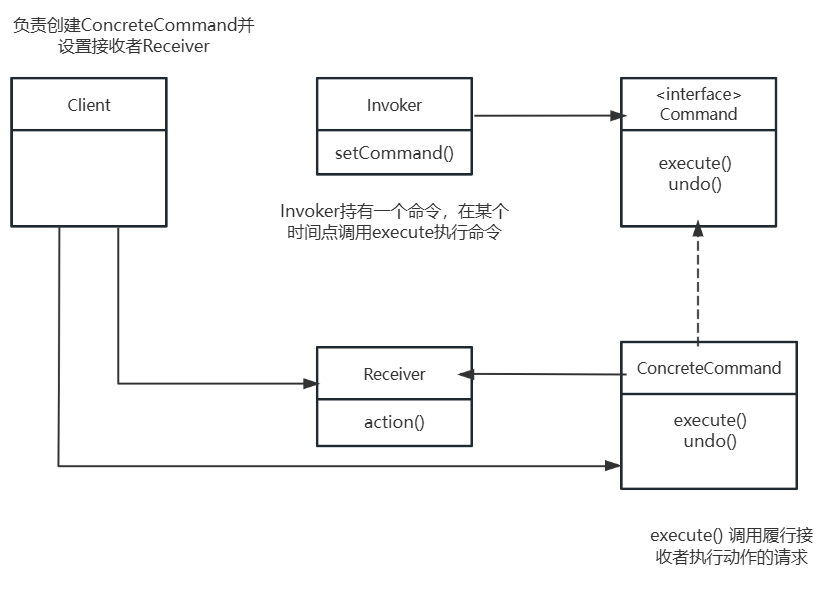 负责创建ConcreteCommand并
设置接收者Receiver
Client
Invoker
setCommand()
<interface>
Command
execute()
undo()
Invoker持有一个命令，在某个
时间点调用execute执行命令
Receiver
action()
ConcreteCommand
execute()
undo()
execute() 调用履行接
收者执行动作的请求